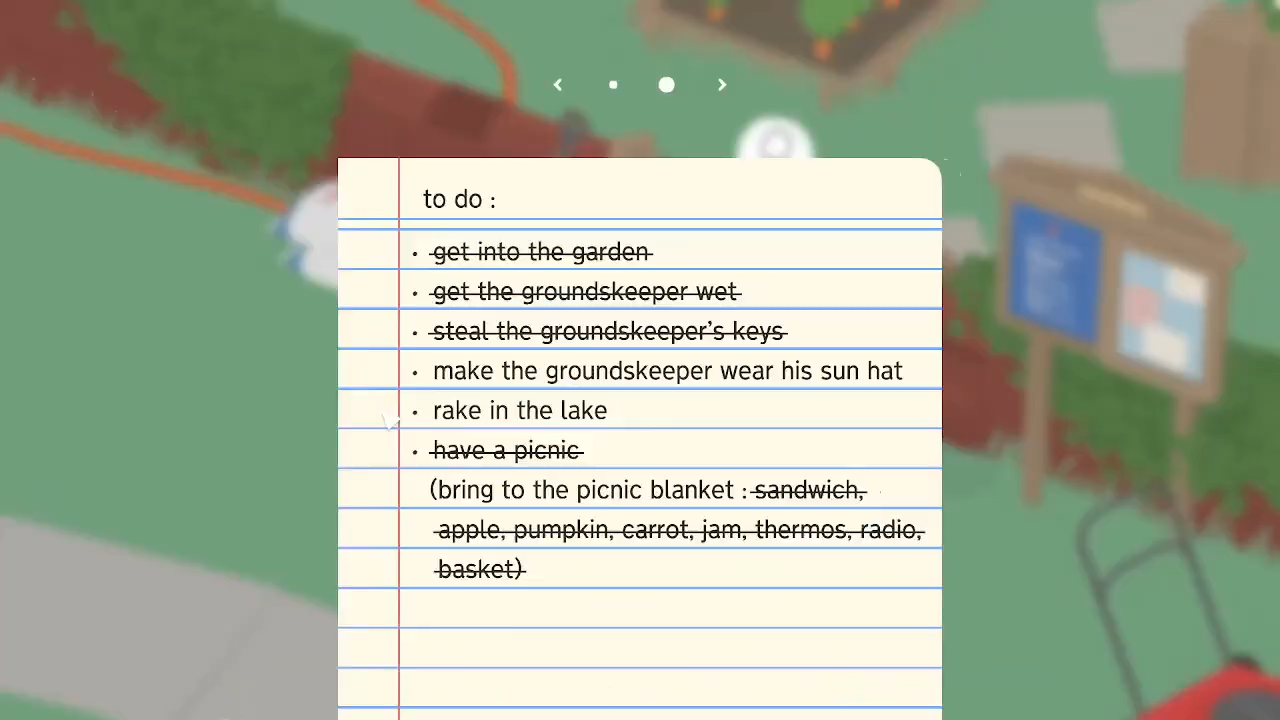 to do :
· get into the garden
· get the groundskeeper wet
· steal the groundskeeper's keys
· make the groundskeeper wear his sun hat
· rake in the lake
· have a picnic
(bring to the picnic blanket : sandwich,
apple, pumpkin, carrot, jam, thermos, radio,
basket)